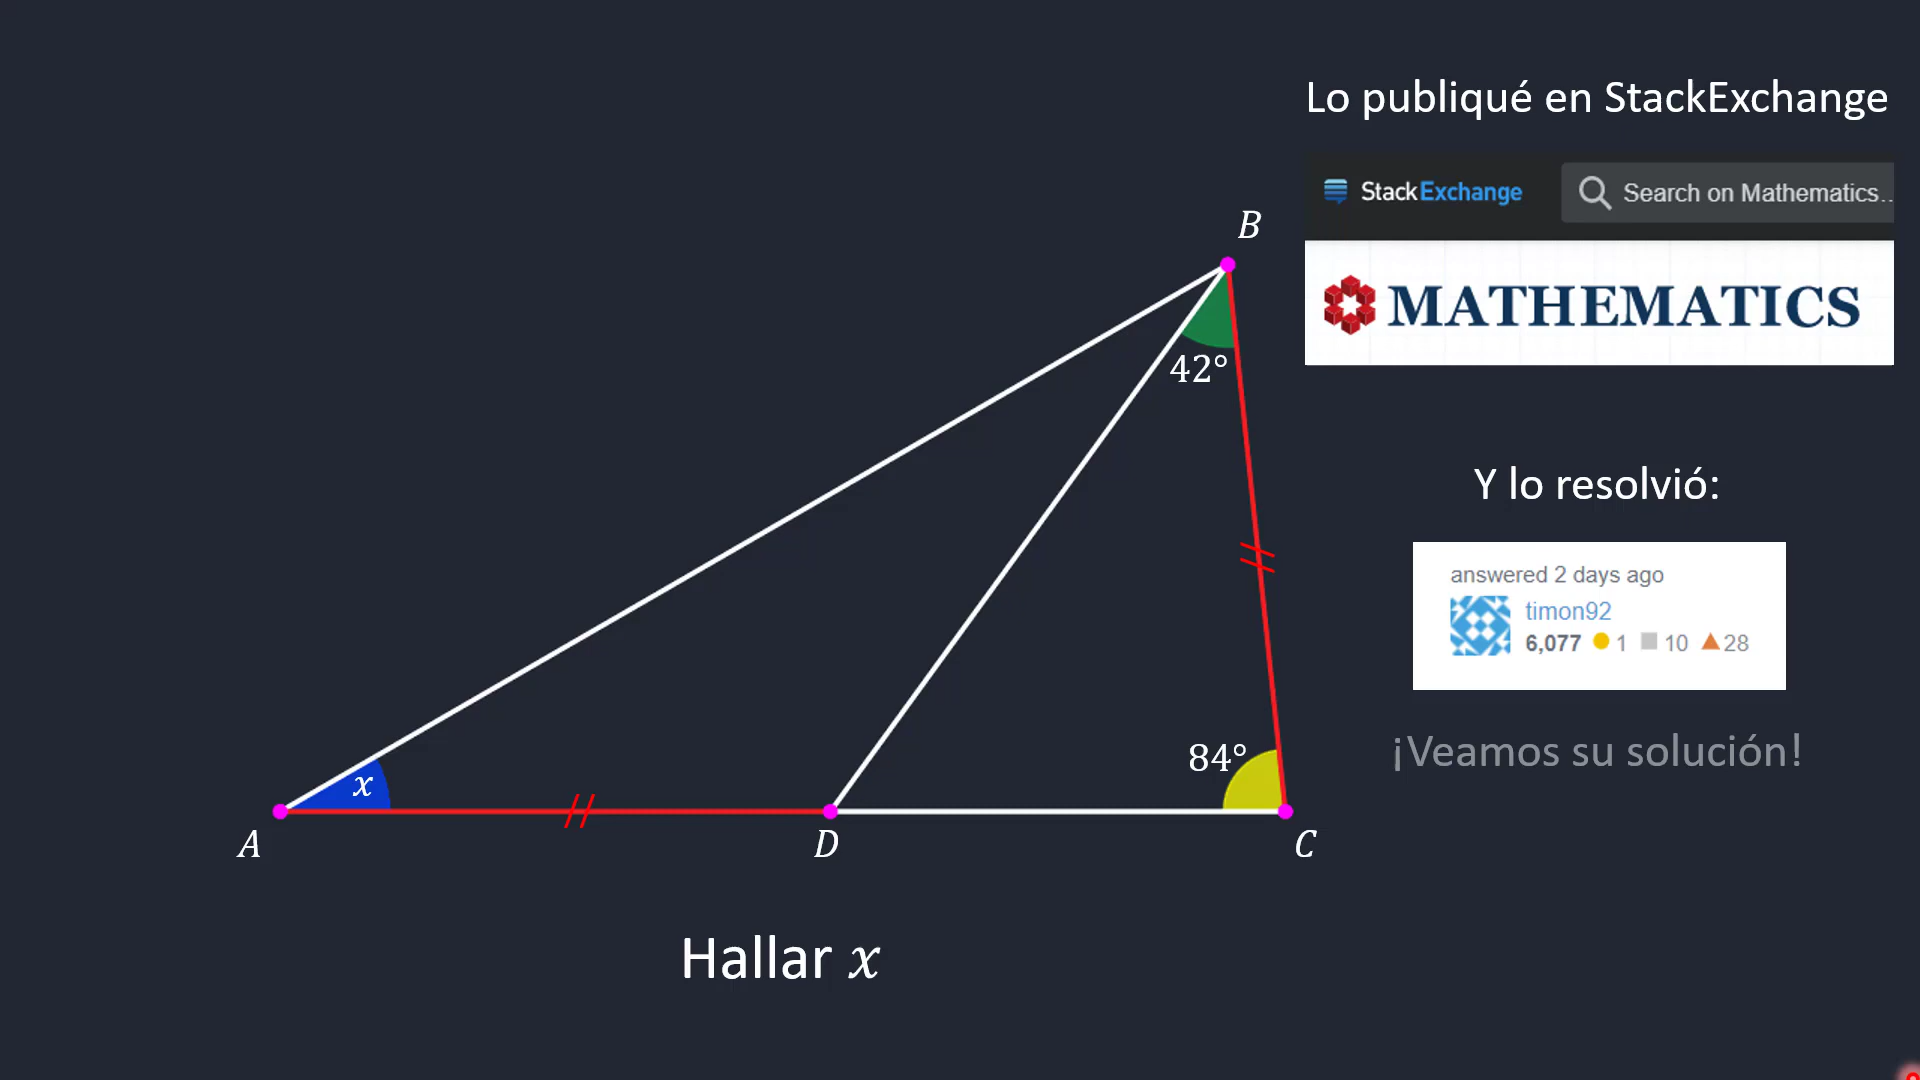 Lo publiqué en StackExchange
StackExchange
Search on Mathematics..
MATHEMATICS
B
42°
Y lo resolvió:
answered 2 days ago
timon92
6,077 1 10 28
84°
¡Veamos su solución!
x
A
D
C
Hallar x